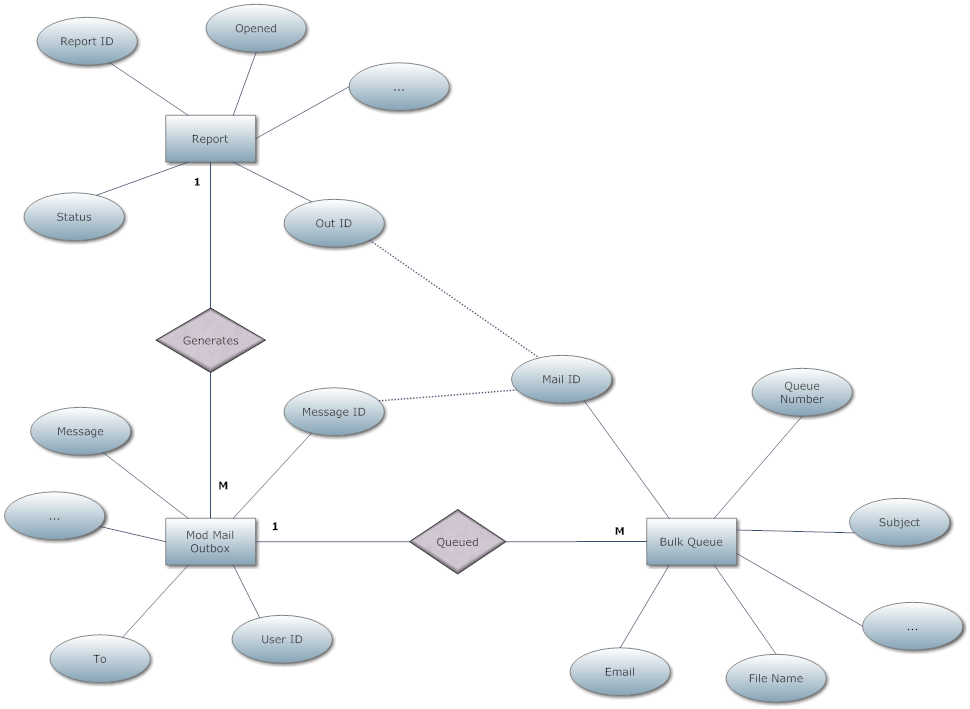 Opened
Report ID
...
Report
1
Status
Out ID
Generates
Mail ID
Queue
Number
Message ID
Message
M
...
Mod Mail
Outbox
1
Queued
M
Bulk Queue
Subject
...
User ID
To
Email
File Name